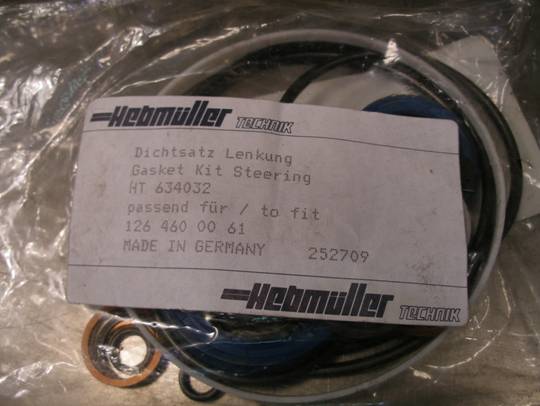 Hebmüller TECHNIK
Dichtsatz Lenkung
Gasket Kit Steering
HT 634032
passend für / to fit
126 460 00 61
MADE IN GERMANY 252709
Hebmüller TECHNIK